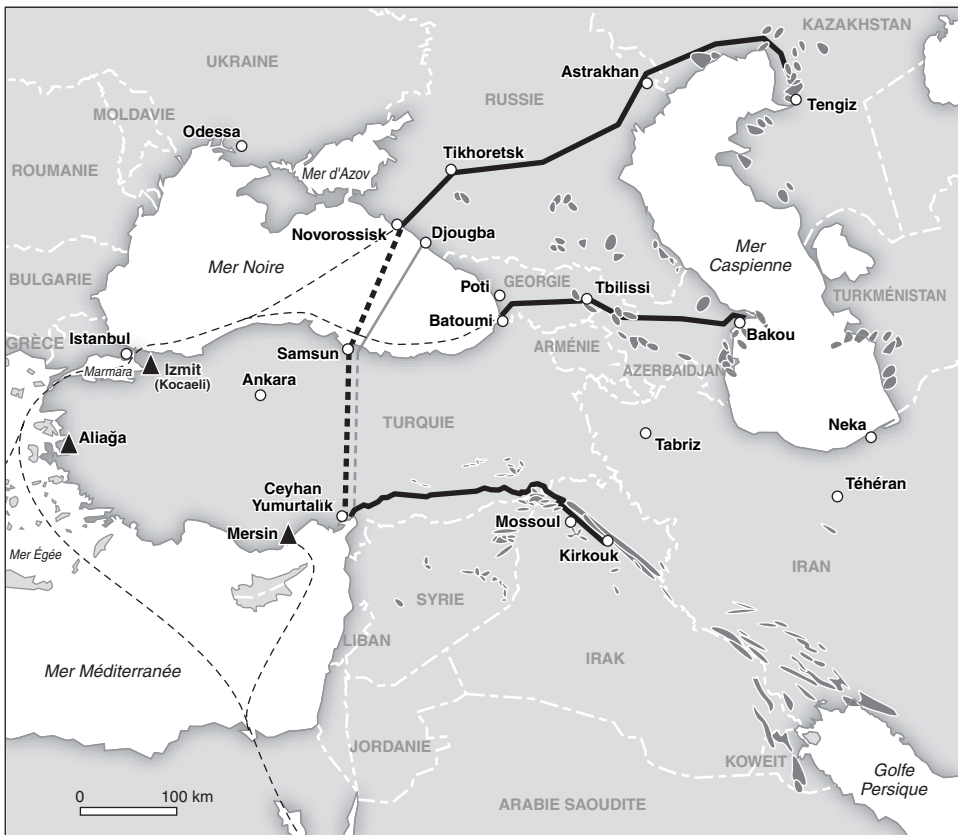 KAZAKHSTAN
UKRAINE
Astrakhan
RUSSIE
Tengiz
MOLDAVIE
Odessa
Tikhoretsk
ROUMANIE
Mer d'Azov
Novorossisk
Djougba
Mer Noire
Mer
Caspienne
BULGARIE
Poti
GEORGIE
Tbilissi
TURKMÉNISTAN
Batoumi
Bakou
GRÈCE
Istanbul
Samsun
ARMÉNIE
Marmara
Izmit
(Kocaeli)
AZERBAIDJAN
Ankara
TURQUIE
Neka
Aliağa
Tabriz
Téhéran
Ceyhan
Yumurtalık
Mersin
Mossoul
Kirkouk
Mer Égée
IRAN
SYRIE
LIBAN
IRAK
Mer Méditerranée
JORDANIE
KOWEIT
Golfe
Persique
0 100 km
ARABIE SAOUDITE